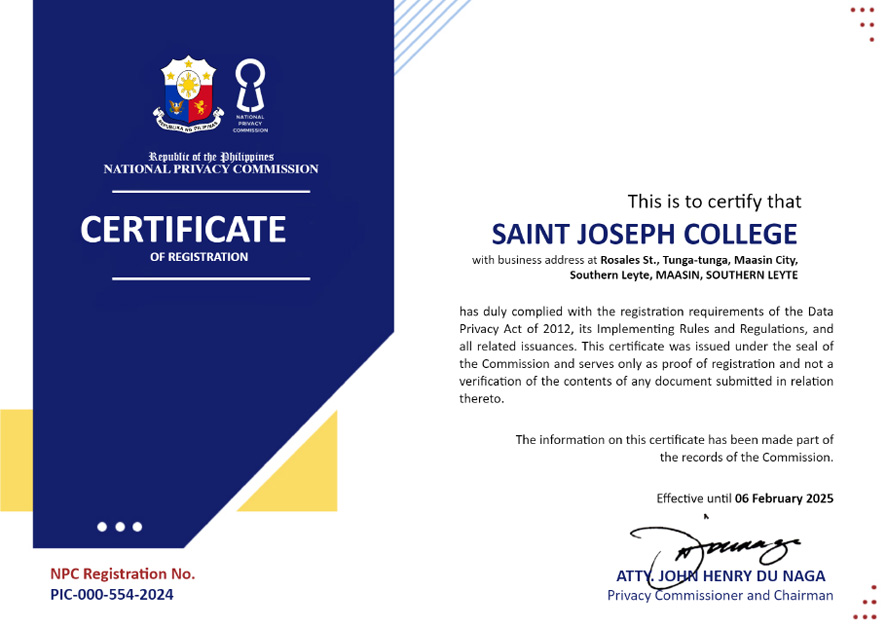 REPUBLIKA NG PILIPINAS
NATIONAL
PRIVACY
COMMISSION
Republic of the Philippines
NATIONAL PRIVACY COMMISSION
CERTIFICATE
OF REGISTRATION
NPC Registration No.
PIC-000-554-2024
This is to certify that
SAINT JOSEPH COLLEGE
with business address at Rosales St., Tunga-tunga, Maasin City,
Southern Leyte, MAASIN, SOUTHERN LEYTE
has duly complied with the registration requirements of the Data
Privacy Act of 2012, its Implementing Rules and Regulations, and
all related issuances. This certificate was issued under the seal of
the Commission and serves only as proof of registration and not a
verification of the contents of any document submitted in relation
thereto.
The information on this certificate has been made part of
the records of the Commission.
Effective until 06 February 2025
ATTY. JOHN HENRY DU NAGA
Privacy Commissioner and Chairman